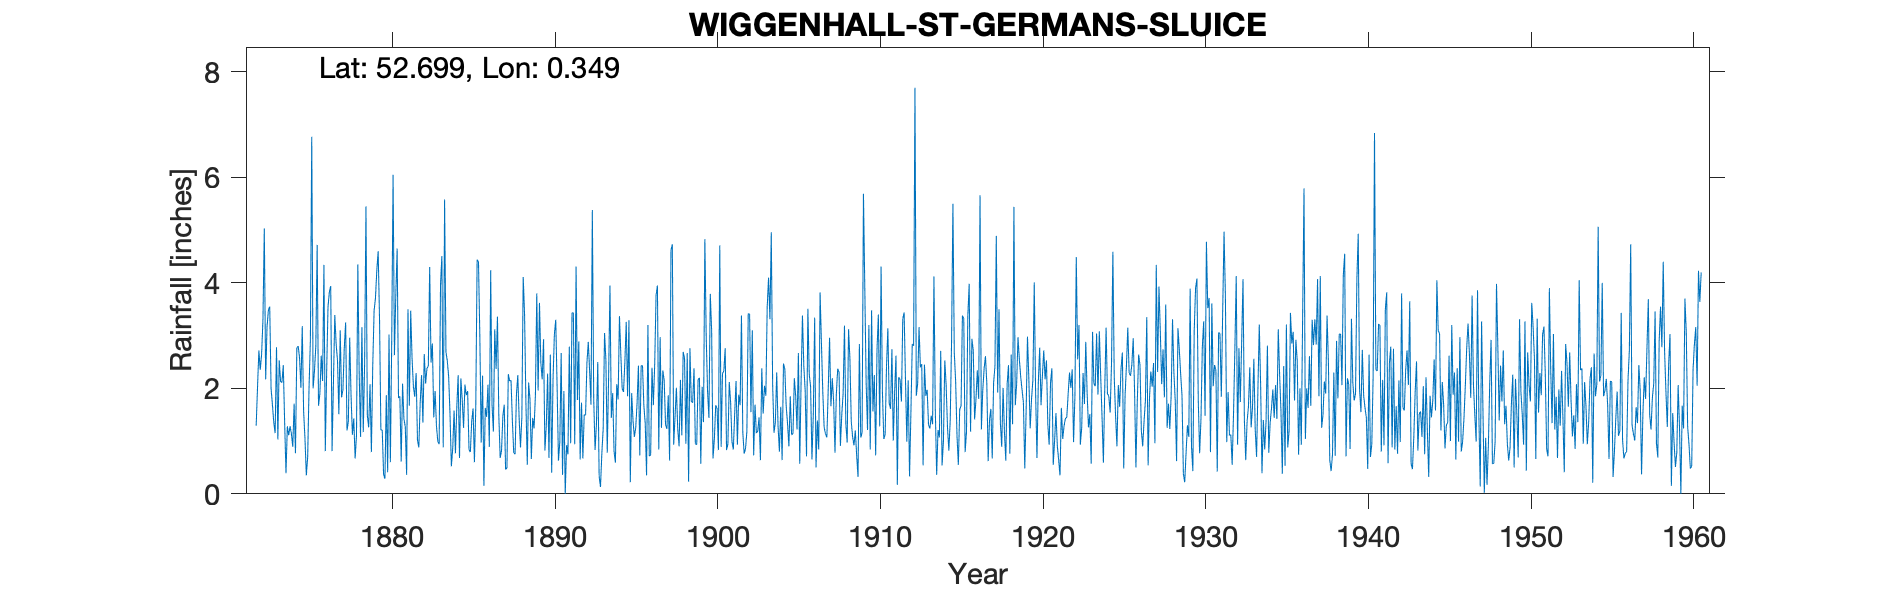 WIGGENHALL-ST-GERMANS-SLUICE
Lat: 52.699, Lon: 0.349
8
6
4
2
0
Rainfall [inches]
1880 1890 1900 1910 1920 1930 1940 1950 1960
Year